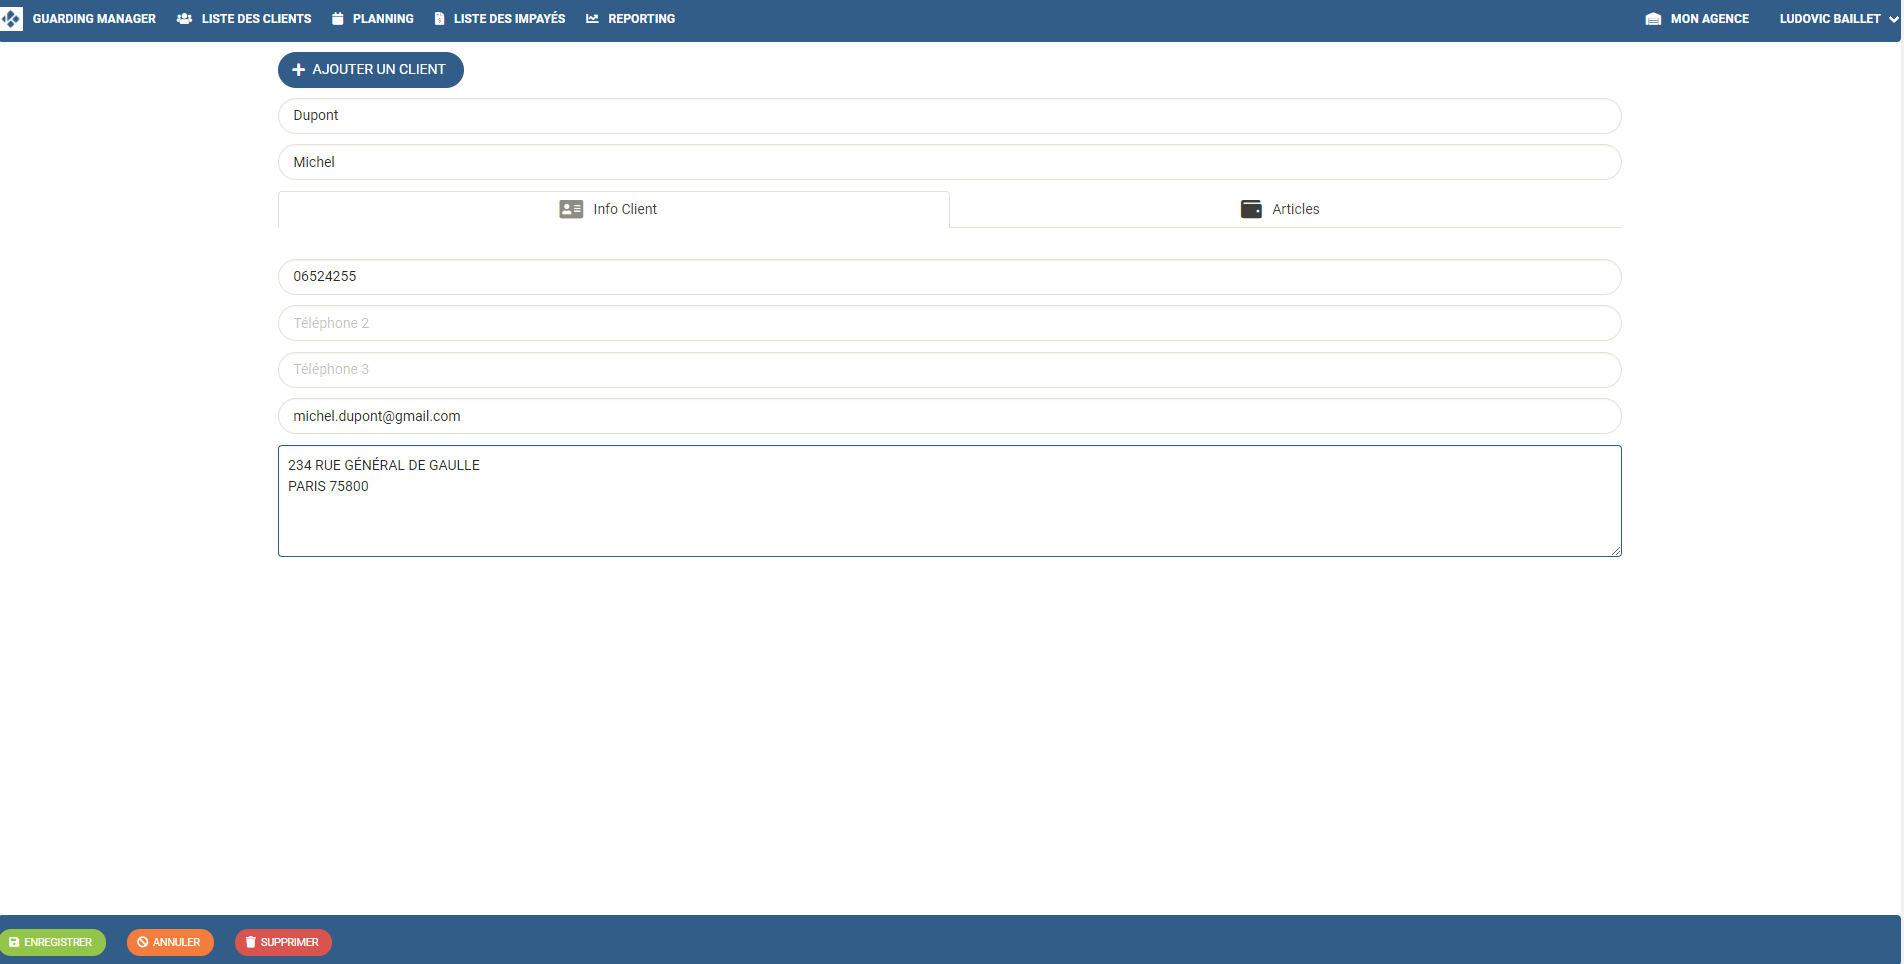 GUARDING MANAGER LISTE DES CLIENTS PLANNING LISTE DES IMPAYÉS REPORTING MON AGENCE LUDOVIC BAILLET
AJOUTER UN CLIENT
Dupont
Michel
Info Client Articles
06524255
Téléphone 2
Téléphone 3
michel.dupont@gmail.com
234 RUE GÉNÉRAL DE GAULLE
PARIS 75800
ENREGISTRER ANNULER SUPPRIMER